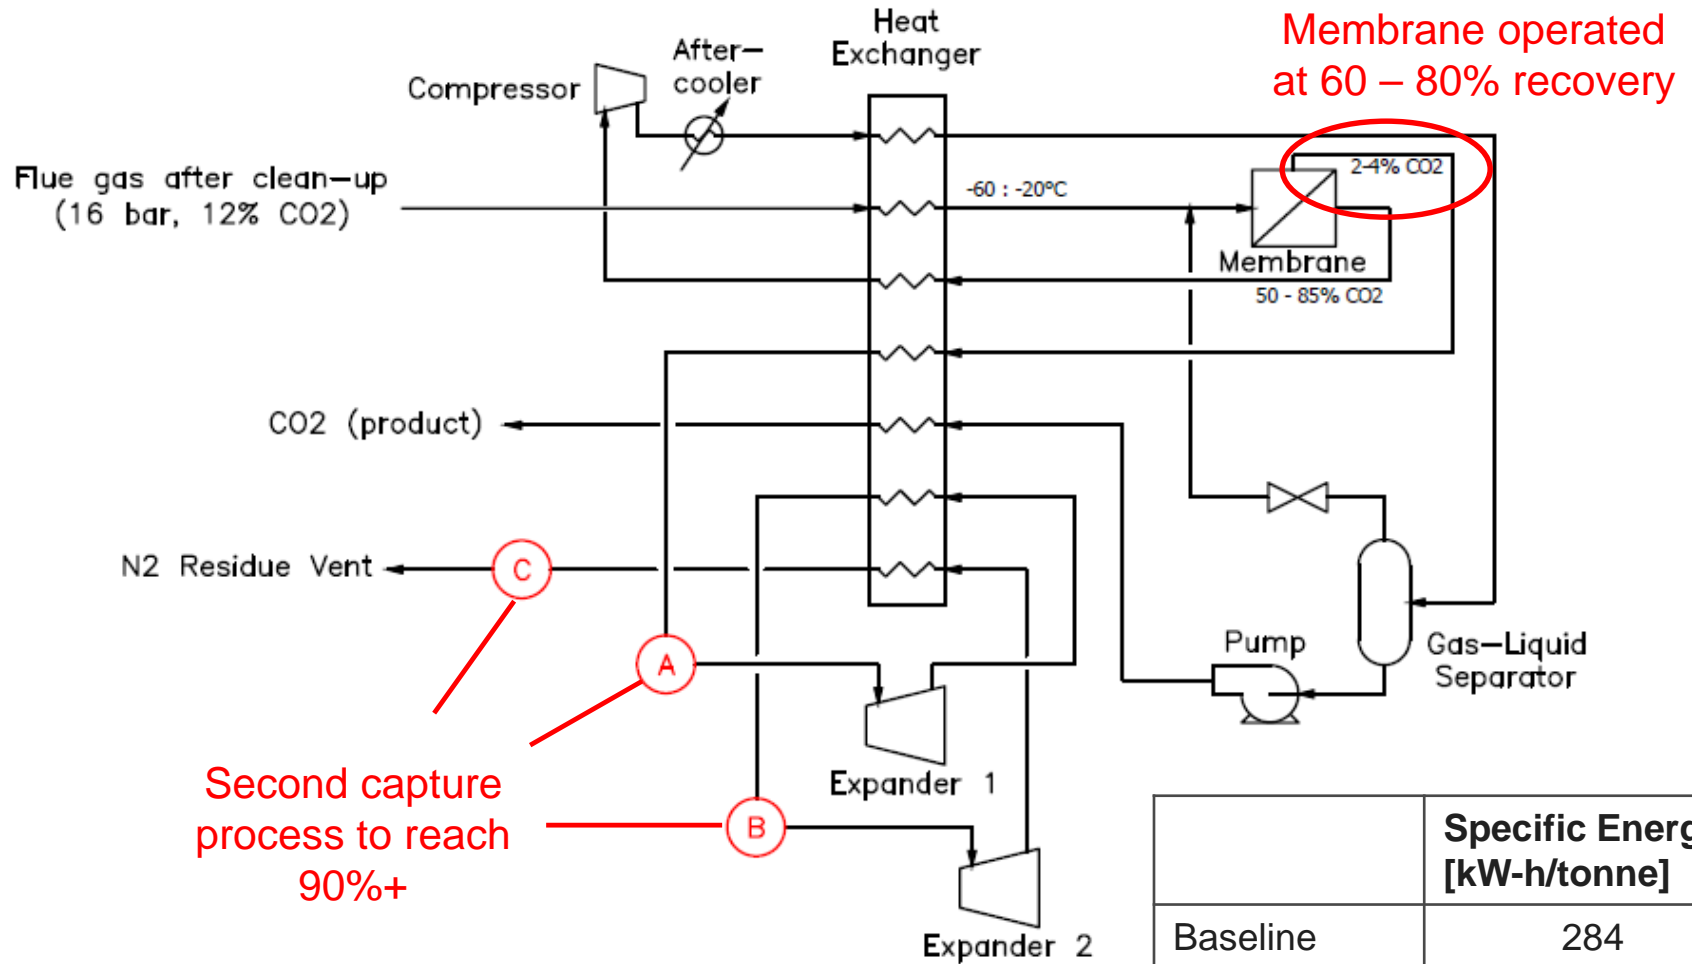 Membrane operated
at 60 – 80% recovery
Heat
Exchanger
After–
cooler
Compressor
2-4% CO2
Flue gas after clean–up
(16 bar, 12% CO2)
-60 : -20°C
Membrane
50 - 85% CO2
CO2 (product)
N2 Residue Vent
C
A
Pump
Gas–Liquid
Separator
Expander 1
Second capture
process to reach
90%+
B
Expander 2
Specific Energ
[kW-h/tonne]
Baseline
284